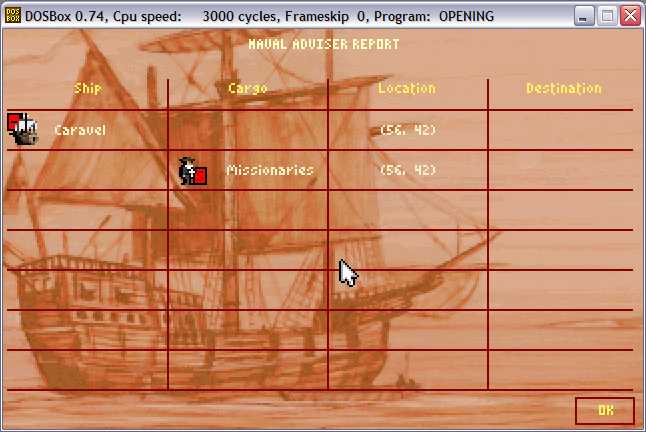 DOSBox 0.74, Cpu speed: 3000 cycles, Frameskip 0, Program: OPENING
NAVAL ADVISER REPORT
Ship Cargo Location Destination
Caravel (56, 42)
Missionaries (56, 42)
OK